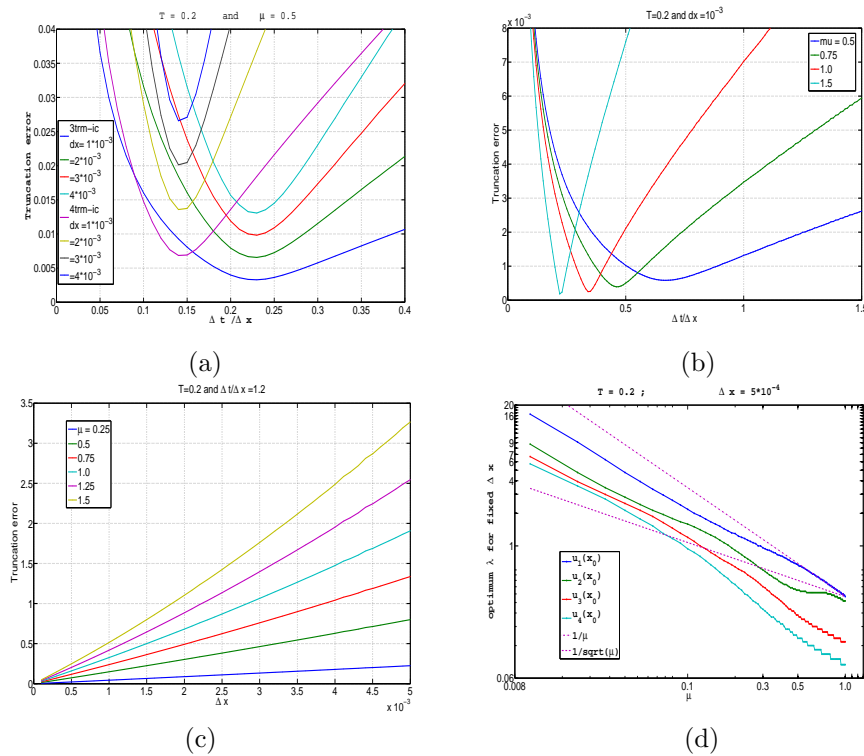 T = 0.2 and μ = 0.5
Truncation error
0.04
0.035
0.03
0.025
0.02
0.015
0.01
0.005
0
3trm-ic
dx= 1*10⁻³
=2*10⁻³
=3*10⁻³
4*10⁻³
4trm-ic
dx =1*10⁻³
=2*10⁻³
=3*10⁻³
=4*10⁻³
0 0.05 0.1 0.15 0.2 0.25 0.3 0.35 0.4
Δ t /Δ x
(a)
T=0.2 and dx =10⁻³
x 10⁻³
Truncation error
8
7
6
5
4
3
2
1
0
mu = 0.5
0.75
1.0
1.5
0 0.5 1 1.5
Δ t/Δ x
(b)
T=0.2 and Δ t/Δ x =1.2
Truncation error
3.5
3
2.5
2
1.5
1
0.5
0
μ = 0.25
0.5
0.75
1.0
1.25
1.5
0 0.5 1 1.5 2 2.5 3 3.5 4 4.5 5
Δ x
x 10⁻³
(c)
T = 0.2 ; Δ x = 5*10⁻⁴
optimum λ for fixed Δ x
20
16
9
7
6
4
1
0.06
u₁(x₀)
u₂(x₀)
u₃(x₀)
u₄(x₀)
1/μ
1/sqrt(μ)
0.008 0.1 0.3 0.5 1.0
μ
(d)